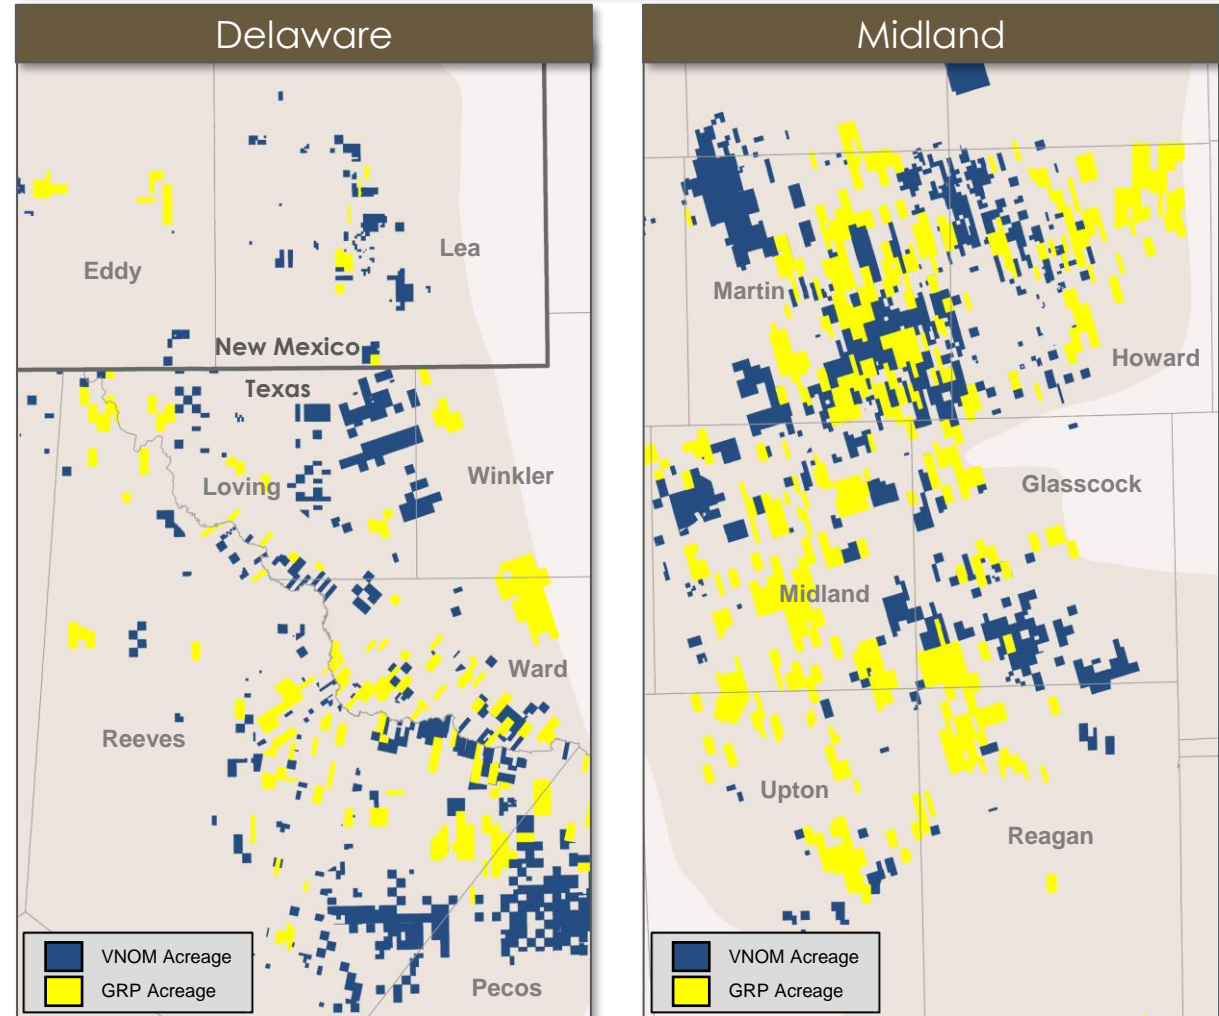 Delaware
Eddy
Lea
New Mexico
Texas
Loving
Winkler
Ward
Reeves
Pecos
VNOM Acreage
GRP Acreage
Midland
Martin
Howard
Glasscock
Midland
Upton
Reagan
VNOM Acreage
GRP Acreage